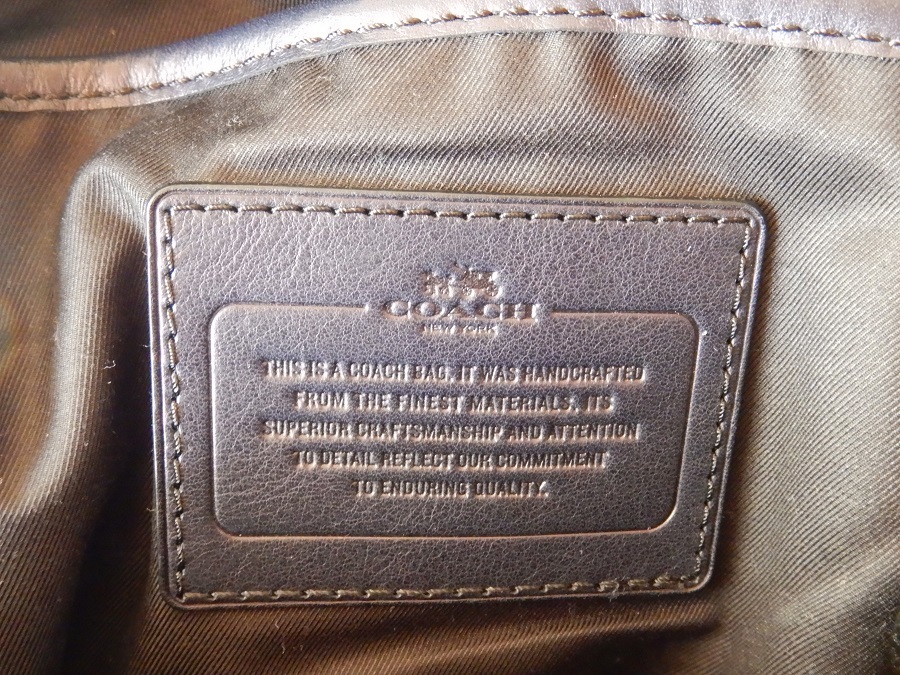 COACH
NEW YORK
THIS IS A COACH BAG. IT WAS HANDCRAFTED
FROM THE FINEST MATERIALS. ITS
SUPERIOR CRAFTSMANSHIP AND ATTENTION
TO DETAIL REFLECT OUR COMMITMENT
TO ENDURING QUALITY.